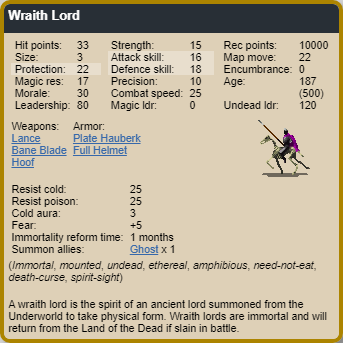 Wraith Lord
Hit points: 33 Strength: 15 Rec points: 10000
Size: 3 Attack skill: 16 Map move: 22
Protection: 22 Defence skill: 18 Encumbrance: 0
Magic res: 17 Precision: 10 Age: 187
Morale: 30 Combat speed: 25 (500)
Leadership: 80 Magic ldr: 0 Undead ldr: 120
Weapons: Armor:
Lance Plate Hauberk
Bane Blade Full Helmet
Hoof
Resist cold: 25
Resist poison: 25
Cold aura: 3
Fear: +5
Immortality reform time: 1 months
Summon allies: Ghost x 1
(Immortal, mounted, undead, ethereal, amphibious, need-not-eat,
death-curse, spirit-sight)
A wraith lord is the spirit of an ancient lord summoned from the
Underworld to take physical form. Wraith lords are immortal and will
return from the Land of the Dead if slain in battle.